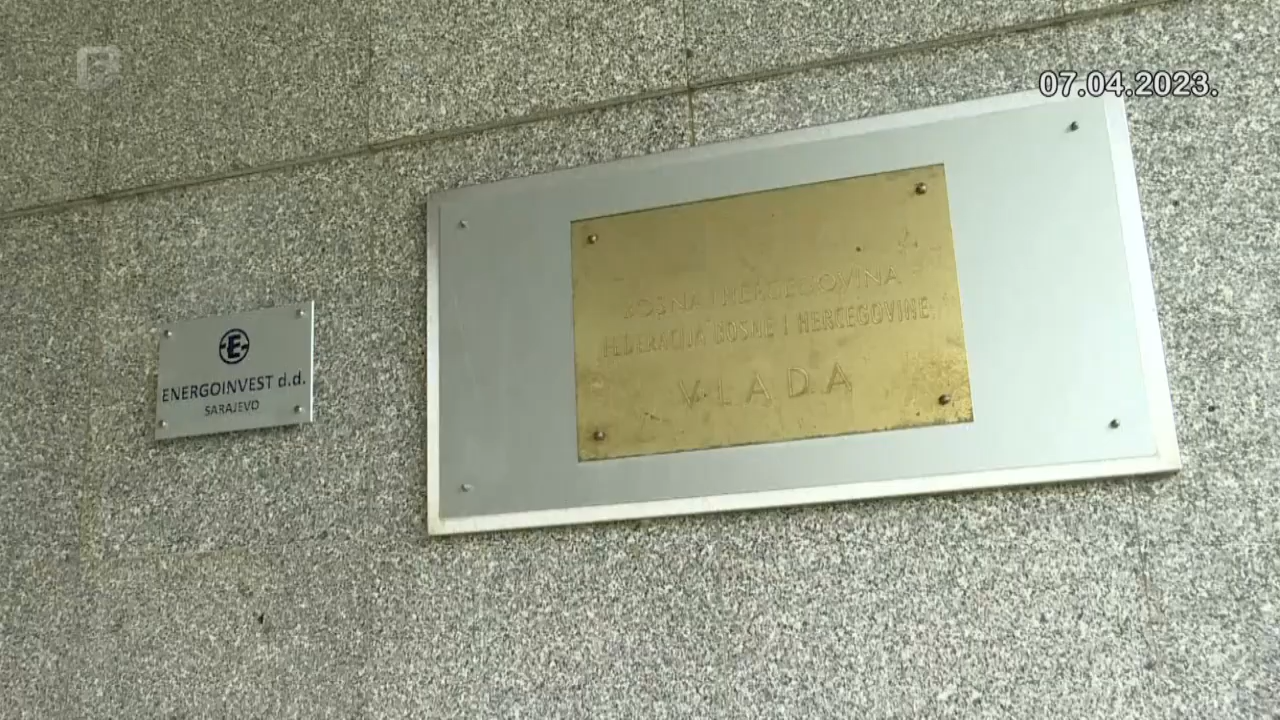 07.04.2023.
BOSNA I HERCEGOVINA
FEDERACIJA BOSNE I HERCEGOVINE
VLADA
E
ENERGOINVEST d.d.
SARAJEVO